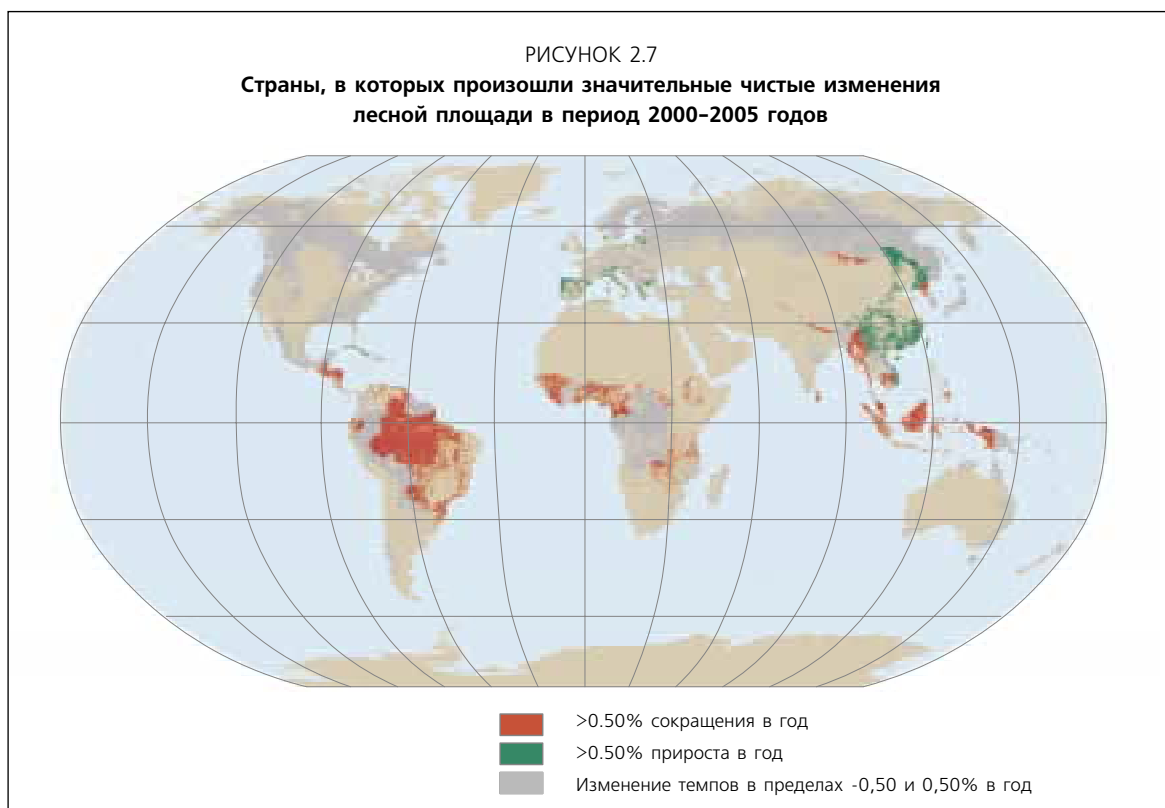 РИСУНОК 2.7
Страны, в которых произошли значительные чистые изменения
лесной площади в период 2000–2005 годов
>0.50% сокращения в год
>0.50% прироста в год
Изменение темпов в пределах -0,50 и 0,50% в год